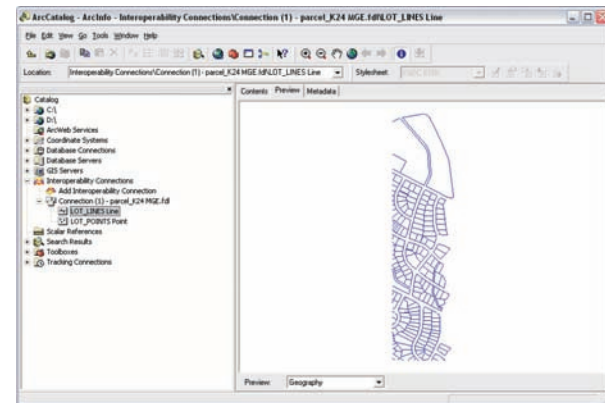 ArcCatalog - ArcInfo - Interoperability Connections\Connection (1) - parcel_K24 MGE.fdl\LOT_LINES Line
File Edit View Go Tools Window Help
Location: Interoperability Connections\Connection (1) - parcel_K24 MGE.fdl\LOT_LINES Line Stylesheet:
Contents Preview Metadata
Catalog
C:\
D:\
ArcWeb Services
Coordinate Systems
Database Connections
Database Servers
GIS Servers
Interoperability Connections
Add Interoperability Connection
Connection (1) - parcel_K24 MGE.fdl
LOT_LINES Line
LOT_POINTS Point
Scalar References
Search Results
Toolboxes
Tracking Connections
Preview: Geography